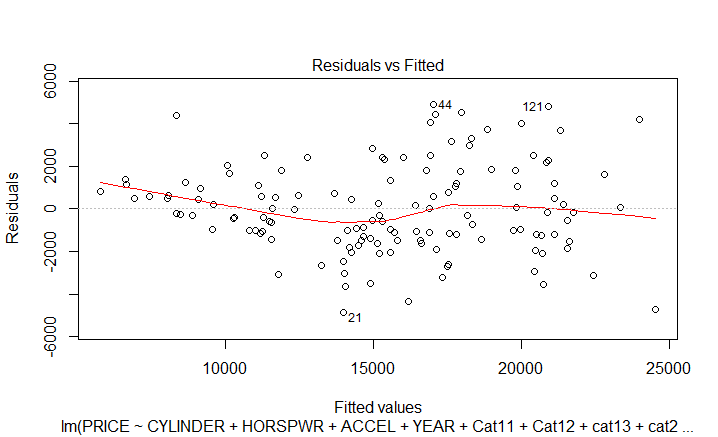 Residuals vs Fitted
6000
2000
0
-2000
-6000
Residuals
44
121
21
10000 15000 20000 25000
Fitted values
lm(PRICE ~ CYLINDER + HORSPWR + ACCEL + YEAR + Cat11 + Cat12 + cat13 + cat2 ...